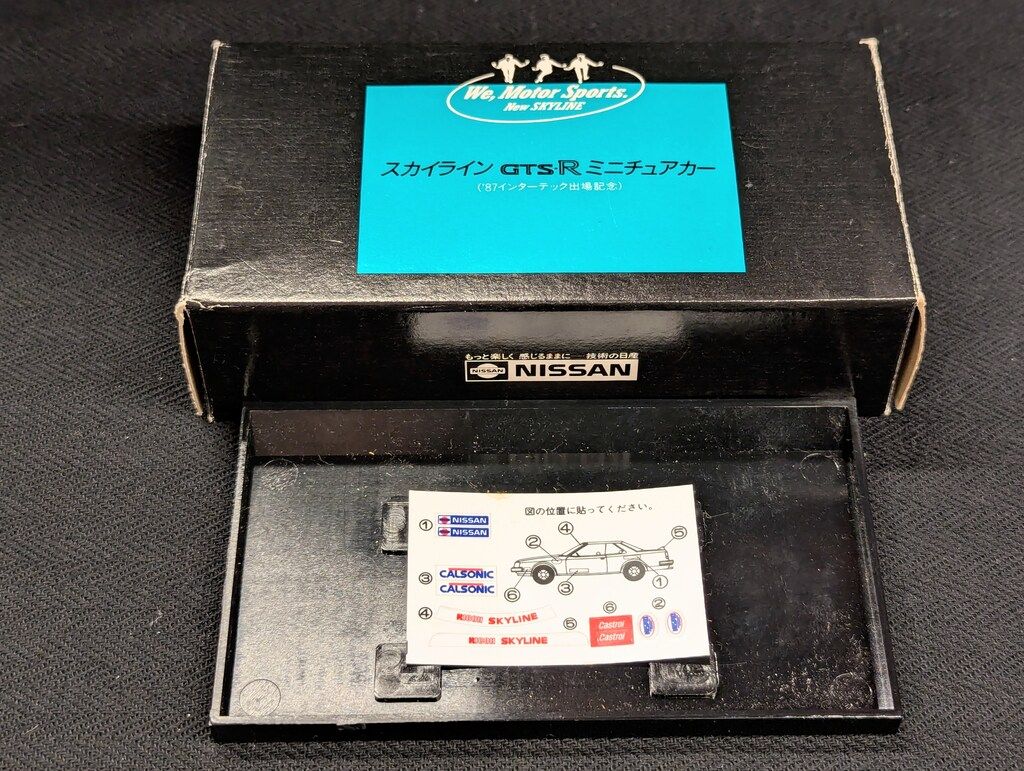 We, Motor Sports.
New SKYLINE
スカイライン GTS-R ミニチュアカー
('87インターテック出場記念)
もっと楽しく 感じるままに 技術の日産
NISSAN NISSAN
図の位置に貼ってください。
① NISSAN
NISSAN
④
⑤
②
③ CALSONIC
CALSONIC
⑥
③
①
④ RICOH SKYLINE
⑤ RICOH SKYLINE
⑥
Castrol
Castrol
②